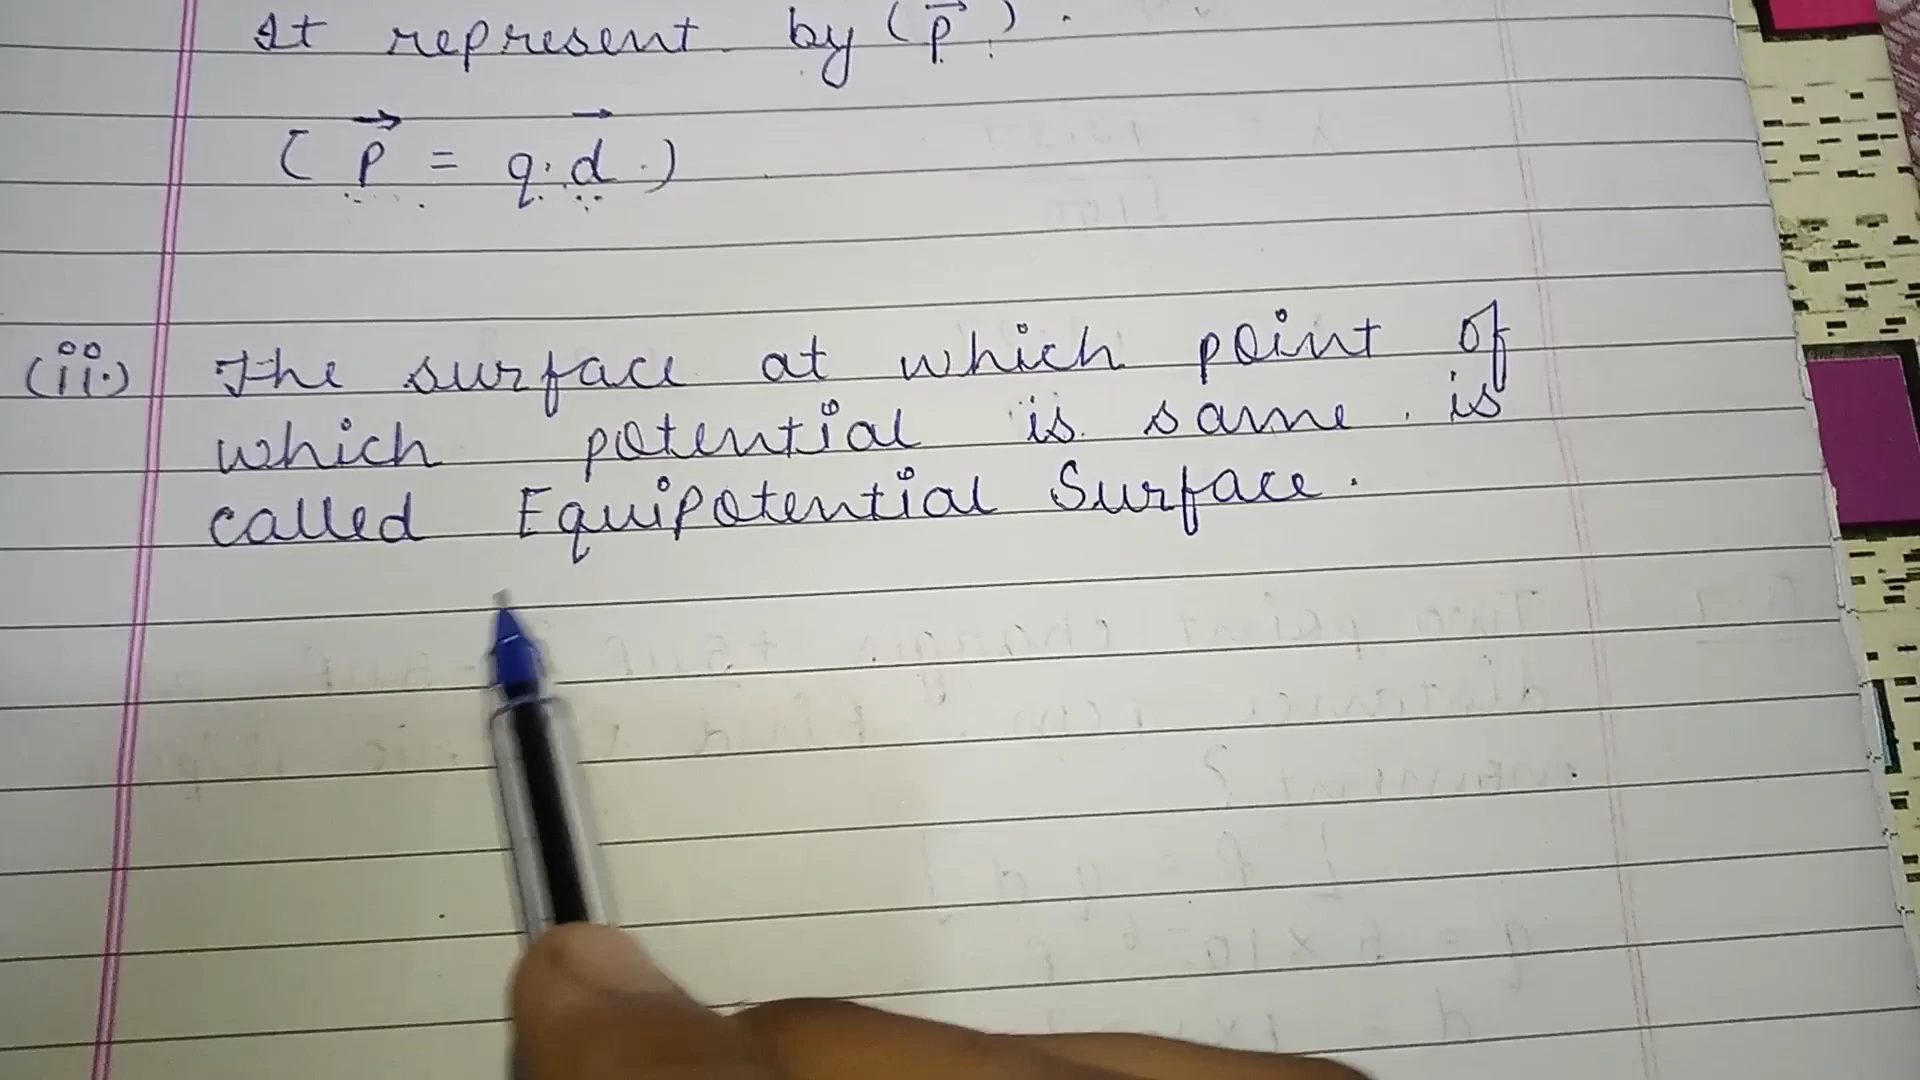 It represent by (p⃗).
(p⃗ = q.d⃗.)
(ii.) The surface at which point of
which potential is same. is
called Equipotential Surface.